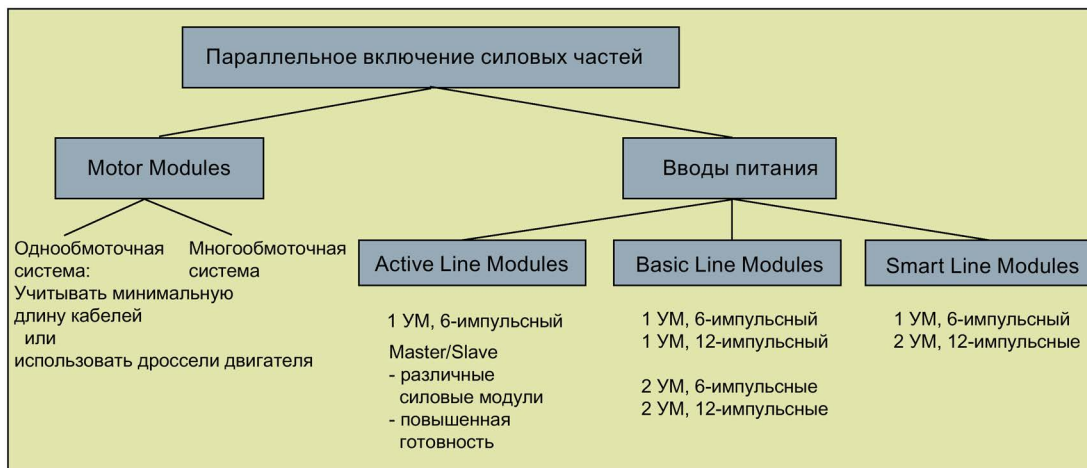 Параллельное включение силовых частей
Motor Modules
Вводы питания
Однообмоточная
система:
Учитывать минимальную
длину кабелей
или
использовать дроссели двигателя
Многообмоточная
система
Active Line Modules
1 УМ, 6-импульсный
Master/Slave
- различные
силовые модули
- повышенная
готовность
Basic Line Modules
1 УМ, 6-импульсный
1 УМ, 12-импульсный
2 УМ, 6-импульсные
2 УМ, 12-импульсные
Smart Line Modules
1 УМ, 6-импульсный
2 УМ, 12-импульсные